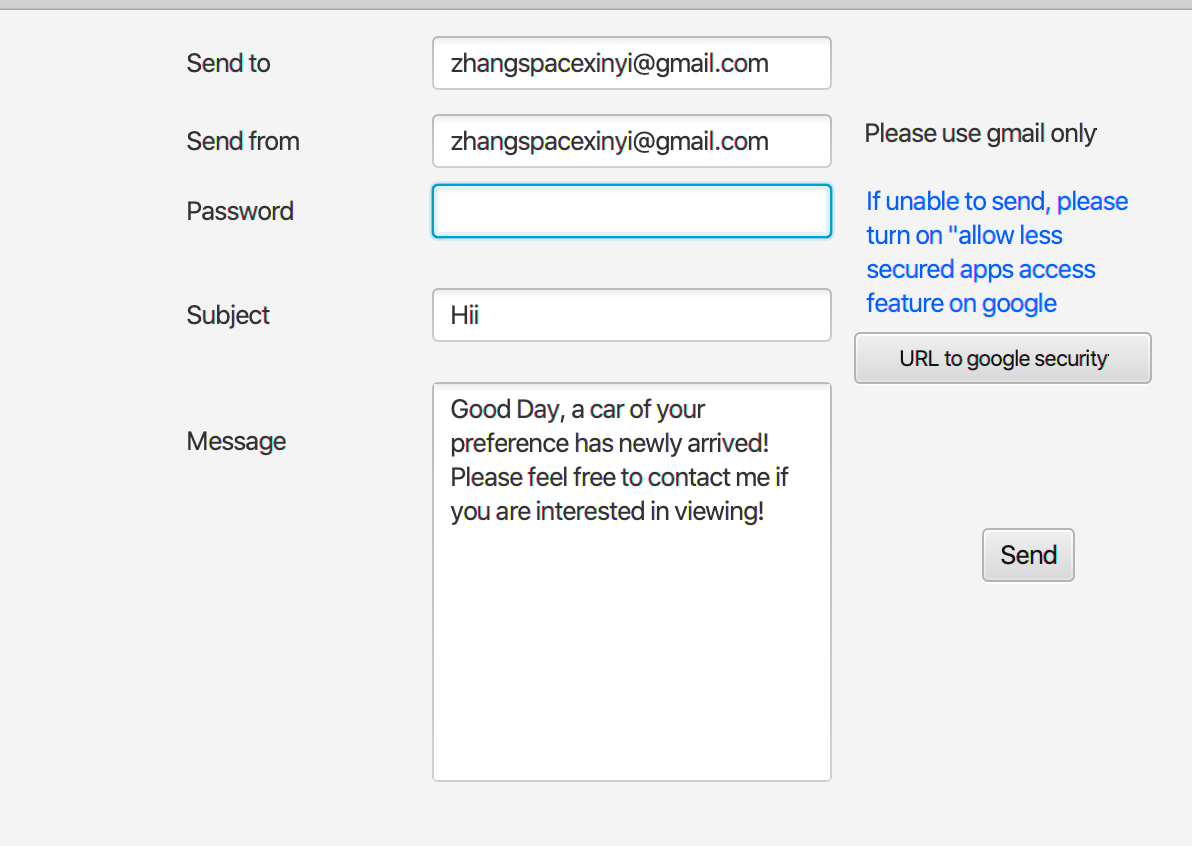 Send to
zhangspacexinyi@gmail.com
Send from
zhangspacexinyi@gmail.com
Please use gmail only
Password
If unable to send, please
turn on "allow less
secured apps access
feature on google
Subject
Hii
URL to google security
Message
Good Day, a car of your
preference has newly arrived!
Please feel free to contact me if
you are interested in viewing!
Send